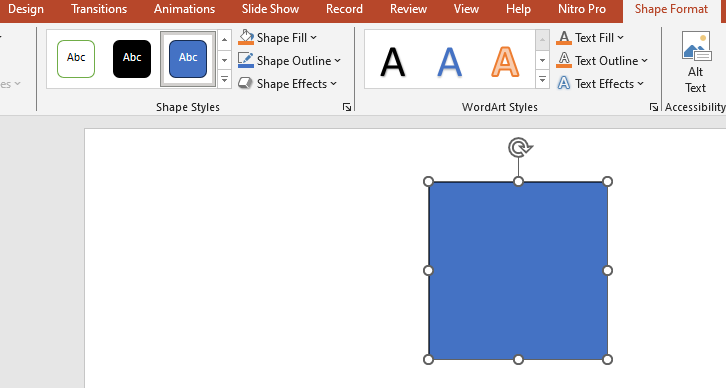 Design Transitions Animations Slide Show Record Review View Help Nitro Pro Shape Format
Abc Abc Abc
Shape Fill
Shape Outline
Shape Effects
Shape Styles
A A A
A Text Fill
A Text Outline
A Text Effects
WordArt Styles
Alt
Text
Accessibility
es